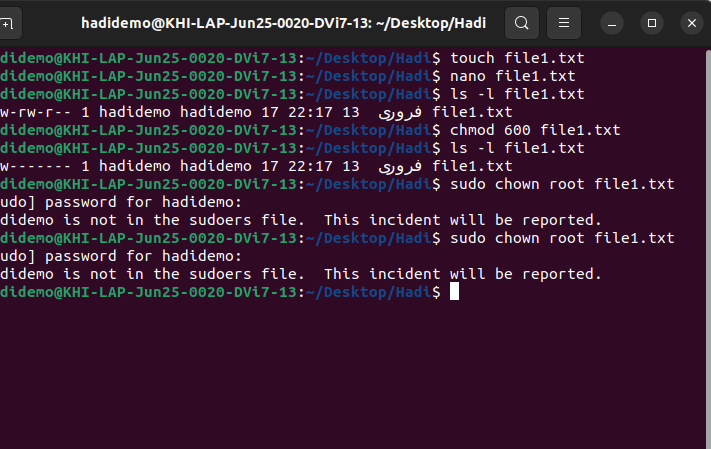 hadidemo@KHI-LAP-Jun25-0020-DVi7-13: ~/Desktop/Hadi
didemo@KHI-LAP-Jun25-0020-DVi7-13:~/Desktop/Hadi$ touch file1.txt
didemo@KHI-LAP-Jun25-0020-DVi7-13:~/Desktop/Hadi$ nano file1.txt
didemo@KHI-LAP-Jun25-0020-DVi7-13:~/Desktop/Hadi$ ls -l file1.txt
w-rw-r-- 1 hadidemo hadidemo 17 22:17 13 فروری file1.txt
didemo@KHI-LAP-Jun25-0020-DVi7-13:~/Desktop/Hadi$ chmod 600 file1.txt
didemo@KHI-LAP-Jun25-0020-DVi7-13:~/Desktop/Hadi$ ls -l file1.txt
w------- 1 hadidemo hadidemo 17 22:17 13 فروری file1.txt
didemo@KHI-LAP-Jun25-0020-DVi7-13:~/Desktop/Hadi$ sudo chown root file1.txt
udo] password for hadidemo:
didemo is not in the sudoers file.  This incident will be reported.
didemo@KHI-LAP-Jun25-0020-DVi7-13:~/Desktop/Hadi$ sudo chown root file1.txt
udo] password for hadidemo:
didemo is not in the sudoers file.  This incident will be reported.
didemo@KHI-LAP-Jun25-0020-DVi7-13:~/Desktop/Hadi$